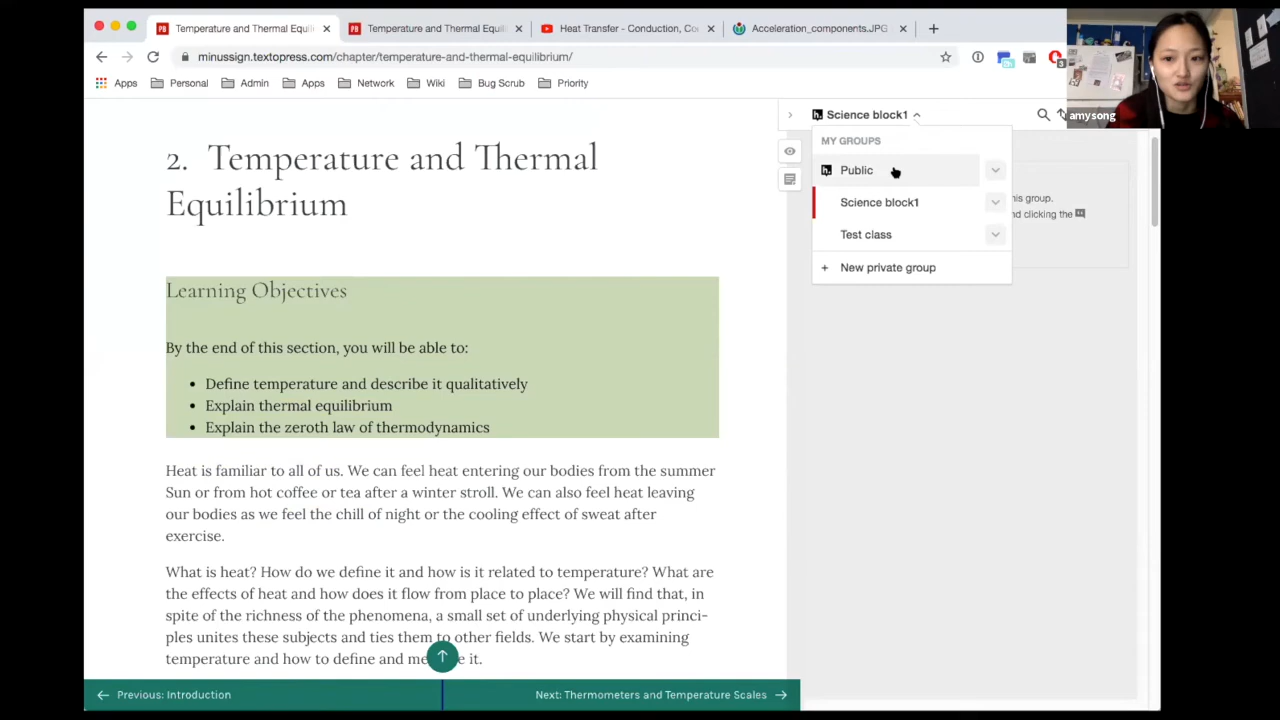 Temperature and Thermal Equili
Temperature and Thermal Equili
Heat Transfer - Conduction, Co
Acceleration_components.JPG
minussign.textopress.com/chapter/temperature-and-thermal-equilibrium/
Apps Personal Admin Apps Network Wiki Bug Scrub Priority
amysong
Science block1
MY GROUPS
Public
Science block1
Test class
+ New private group
this group.
nd clicking the
2. Temperature and Thermal
Equilibrium
Learning Objectives
By the end of this section, you will be able to:
• Define temperature and describe it qualitatively
• Explain thermal equilibrium
• Explain the zeroth law of thermodynamics
Heat is familiar to all of us. We can feel heat entering our bodies from the summer
Sun or from hot coffee or tea after a winter stroll. We can also feel heat leaving
our bodies as we feel the chill of night or the cooling effect of sweat after
exercise.
What is heat? How do we define it and how is it related to temperature? What are
the effects of heat and how does it flow from place to place? We will find that, in
spite of the richness of the phenomena, a small set of underlying physical princi-
ples unites these subjects and ties them to other fields. We start by examining
temperature and how to define and me e it.
← Previous: Introduction
Next: Thermometers and Temperature Scales →